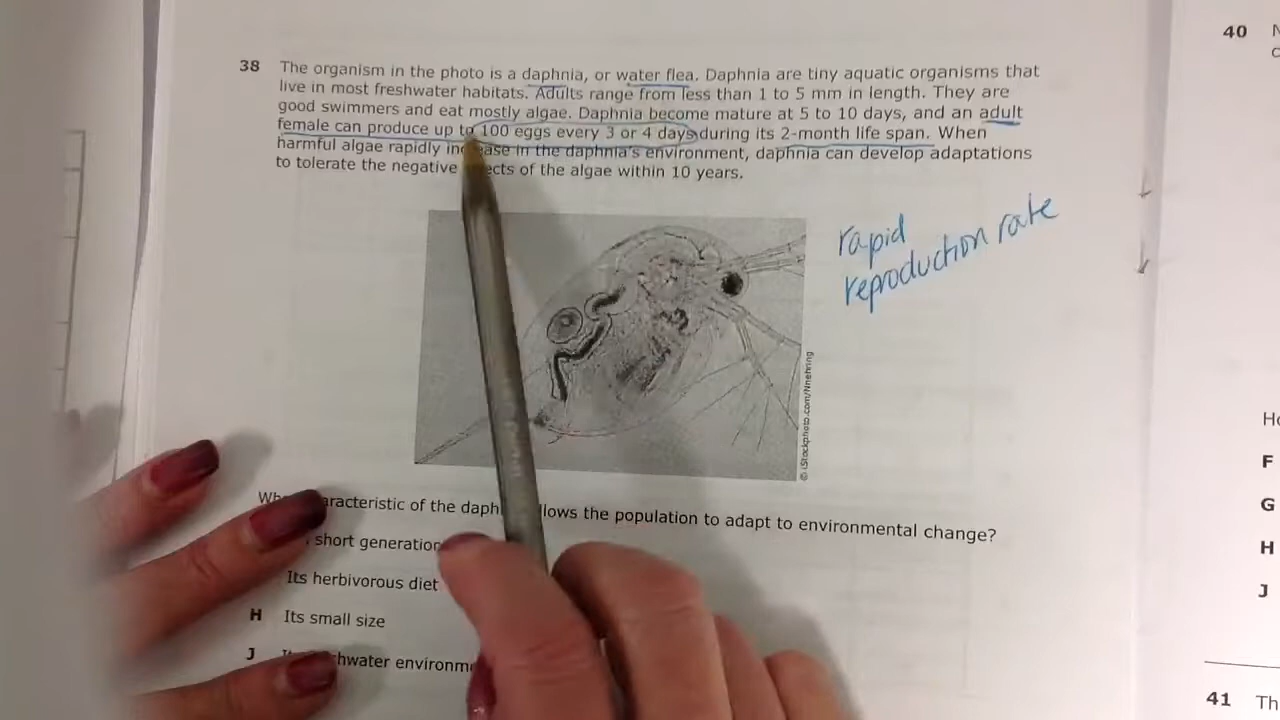 38 The organism in the photo is a daphnia, or water flea. Daphnia are tiny aquatic organisms that
live in most freshwater habitats. Adults range from less than 1 to 5 mm in length. They are
good swimmers and eat mostly algae. Daphnia become mature at 5 to 10 days, and an adult
female can produce up to 100 eggs every 3 or 4 days during its 2-month life span. When
harmful algae rapidly increase in the daphnia's environment, daphnia can develop adaptations
to tolerate the negative effects of the algae within 10 years.
rapid
reproduction rate
© iStockphoto.com/Nnehring
characteristic of the daph llows the population to adapt to environmental change?
short generation
Its herbivorous diet
H Its small size
J hwater environm
40
F
G
H
J
41 Th